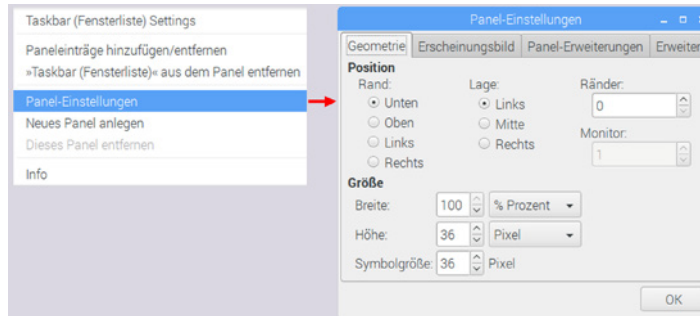 Taskbar (Fensterliste) Settings
Paneleinträge hinzufügen/entfernen
»Taskbar (Fensterliste)« aus dem Panel entfernen
Panel-Einstellungen
Neues Panel anlegen
Dieses Panel entfernen
Info
Panel-Einstellungen
Geometrie Erscheinungsbild Panel-Erweiterungen Erweiter
Position
Rand: Lage: Ränder:
Unten Links 0
Oben Mitte Monitor:
Links Rechts 1
Rechts
Größe
Breite: 100 % Prozent
Höhe: 36 Pixel
Symbolgröße: 36 Pixel
OK